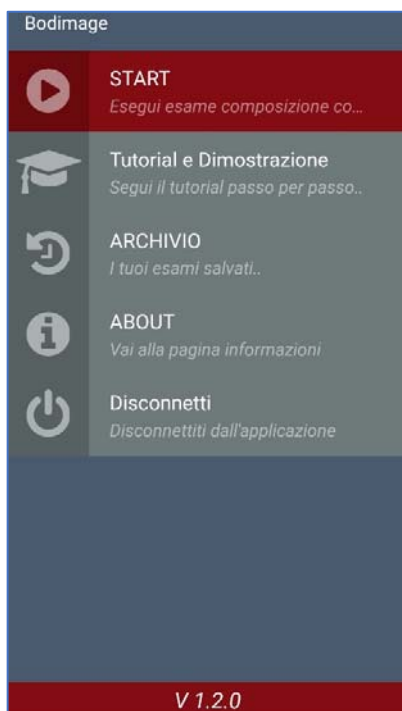 Bodimage
START
Esegui esame composizione co...
Tutorial e Dimostrazione
Segui il tutorial passo per passo..
ARCHIVIO
I tuoi esami salvati..
ABOUT
Vai alla pagina informazioni
Disconnetti
Disconnettiti dall'applicazione
V 1.2.0